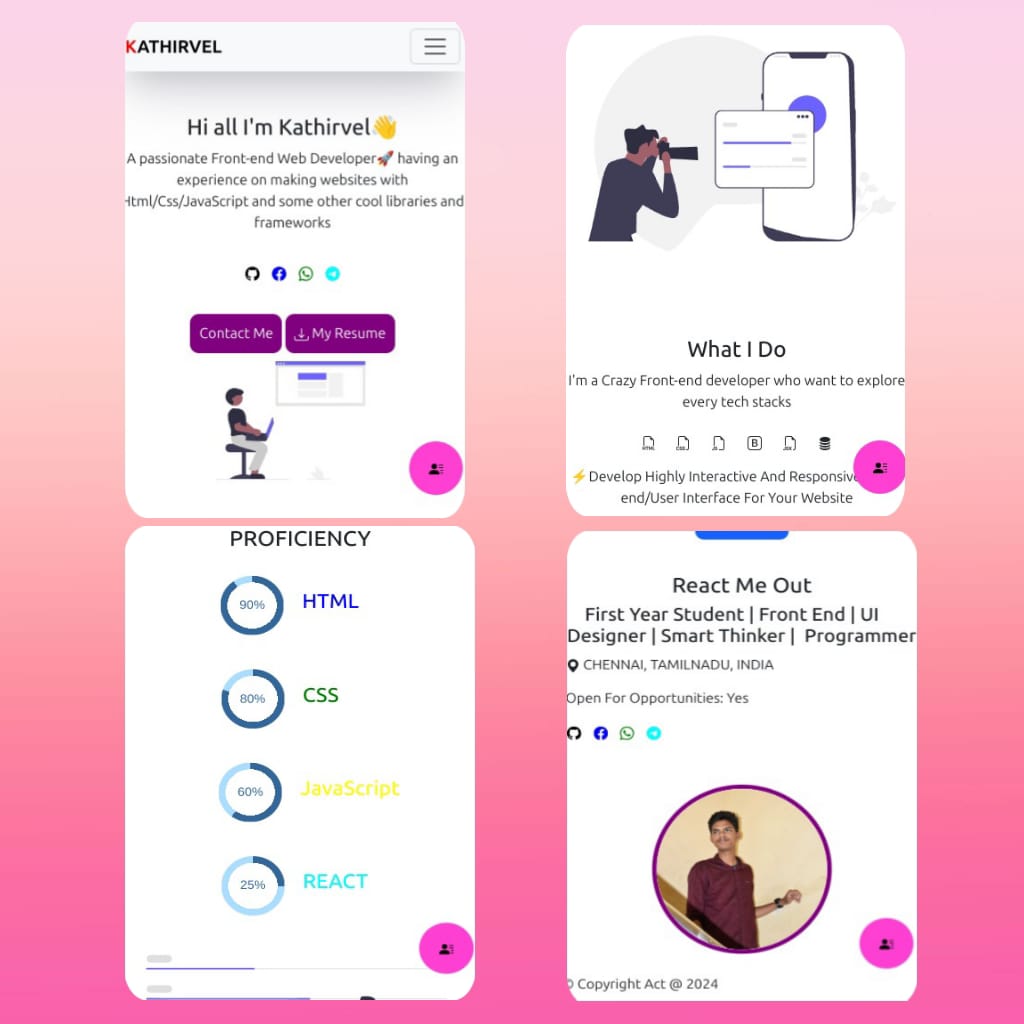 KATHIRVEL
Hi all I'm Kathirvel👋
A passionate Front-end Web Developer🚀 having an
experience on making websites with
Html/Css/JavaScript and some other cool libraries and
frameworks
Contact Me
My Resume
What I Do
I'm a Crazy Front-end developer who want to explore
every tech stacks
HTML
CSS
JS
B
JSX
⚡Develop Highly Interactive And Responsive
end/User Interface For Your Website
PROFICIENCY
90% HTML
80% CSS
60% JavaScript
25% REACT
React Me Out
First Year Student | Front End | UI
Designer | Smart Thinker | Programmer
CHENNAI, TAMILNADU, INDIA
Open For Opportunities: Yes
© Copyright Act @ 2024